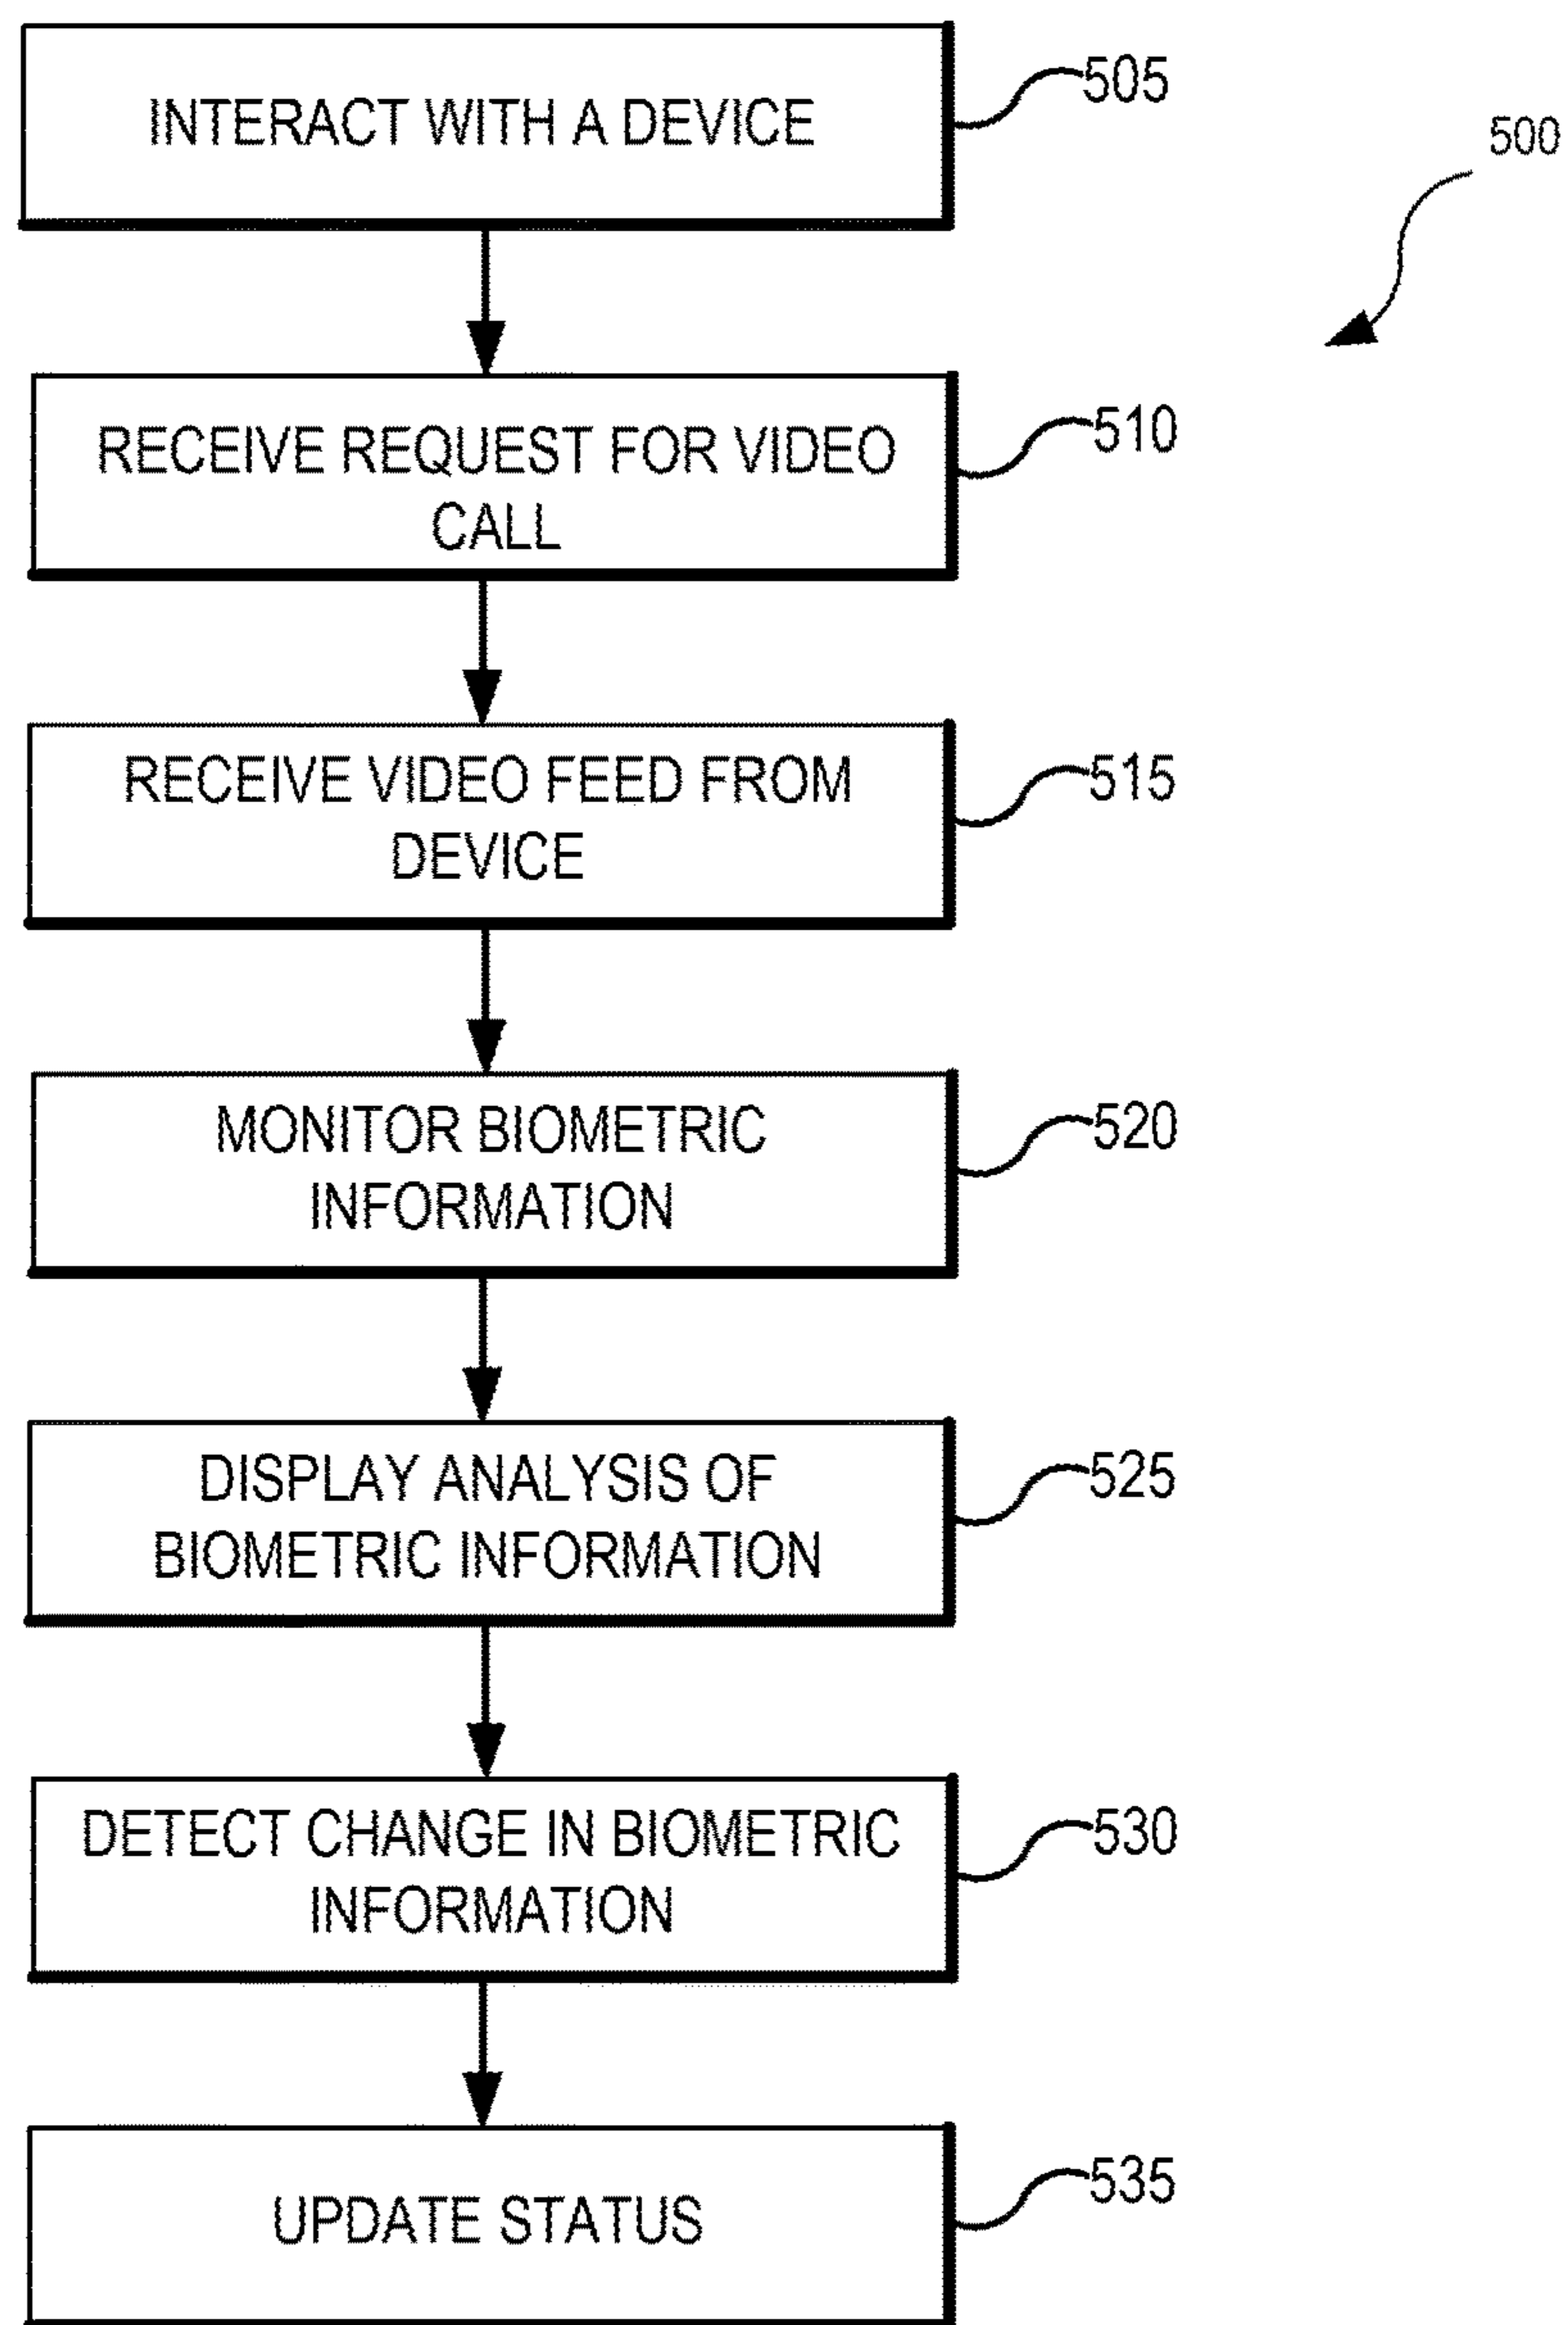 INTERACT WITH A DEVICE
505
500
RECEIVE REQUEST FOR VIDEO
CALL
510
RECEIVE VIDEO FEED FROM
DEVICE
515
MONITOR BIOMETRIC
INFORMATION
520
DISPLAY ANALYSIS OF
BIOMETRIC INFORMATION
525
DETECT CHANGE IN BIOMETRIC
INFORMATION
530
UPDATE STATUS
535